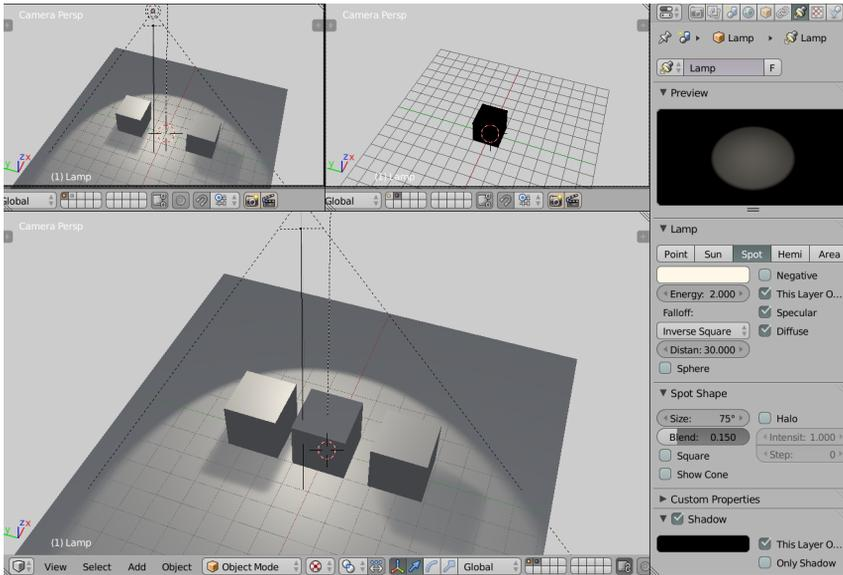 Camera Persp
Camera Persp
Lamp
Lamp
Lamp
F
Preview
(1) Lamp
(1) Lamp
y
z
x
Global
Global
Camera Persp
Lamp
Point
Sun
Spot
Hemi
Area
Negative
Energy: 2.000
This Layer O...
Falloff:
Specular
Inverse Square
Diffuse
Distan: 30.000
Sphere
Spot Shape
Size: 75°
Halo
Blend: 0.150
Intensit: 1.000
Square
Step: 0
Show Cone
Custom Properties
Shadow
This Layer O...
Only Shadow
y
z
x
(1) Lamp
View
Select
Add
Object
Object Mode
Global